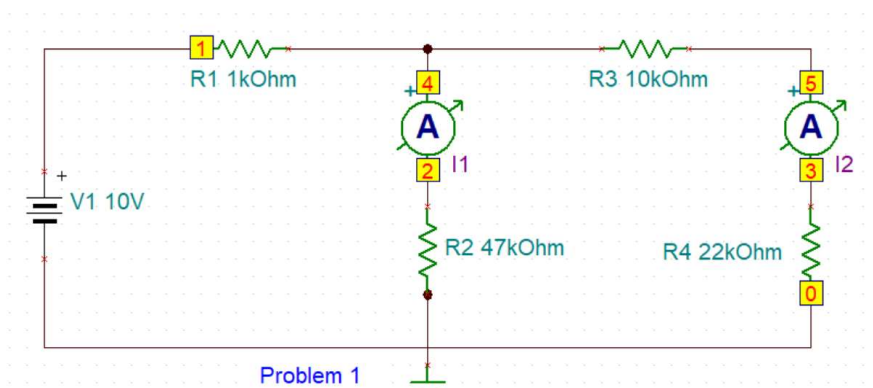 1
R1 1kOhm
R3 10kOhm
+ 4
+ 5
A
A
2 I1
3 I2
+
V1 10V
R2 47kOhm
R4 22kOhm
0
Problem 1